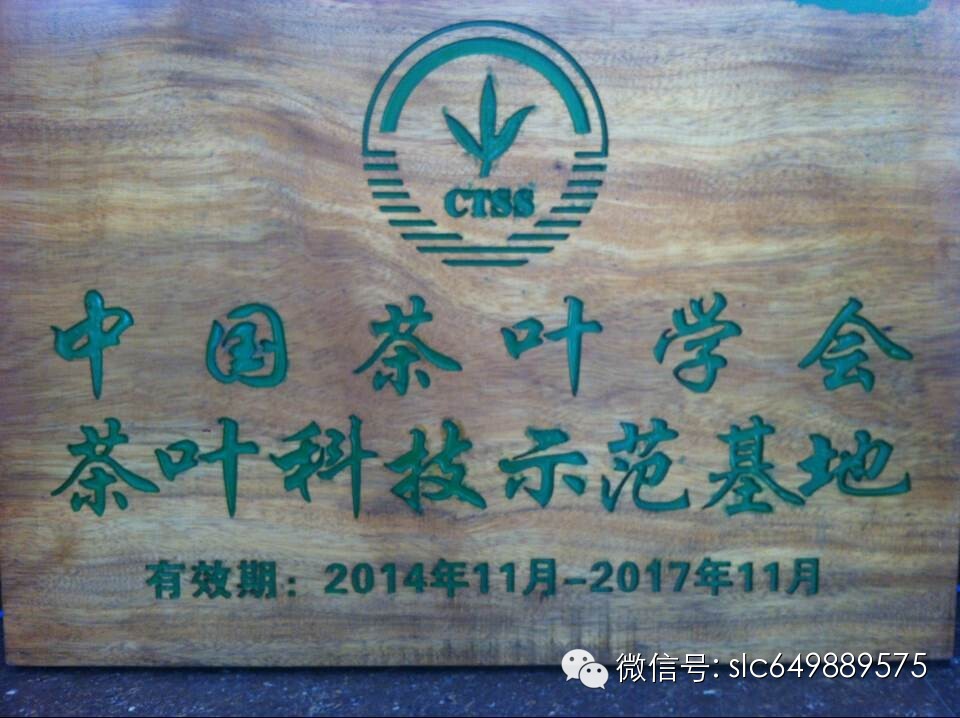 CTSS
中国茶叶学会
茶叶科技示范基地
有效期：2014年11月-2017年11月
微信号: slc649889575